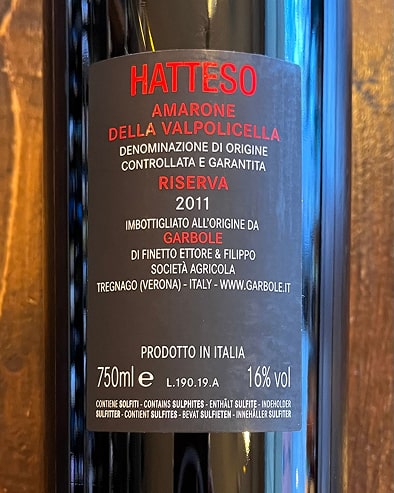 HATTESO
AMARONE
DELLA VALPOLICELLA
DENOMINAZIONE DI ORIGINE
CONTROLLATA E GARANTITA
RISERVA
2011
IMBOTTIGLIATO ALL'ORIGINE DA
GARBOLE
DI FINETTO ETTORE & FILIPPO
SOCIETÀ AGRICOLA
TREGNAGO (VERONA) - ITALY - WWW.GARBOLE.IT
PRODOTTO IN ITALIA
750ml e L.190.19.A 16% vol
CONTIENE SOLFITI - CONTAINS SULPHITES - ENTHÄLT SULFITE - INDEHOLDER
SULFITTER - CONTIENT SULFITES - BEVAT SULFIETEN - INNEHÅLLER SULFITER